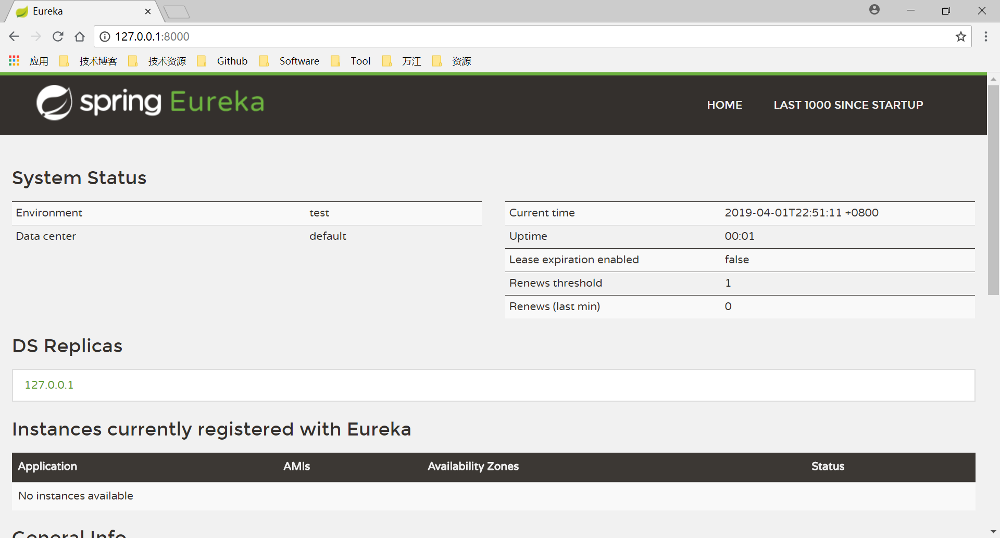 Eureka
127.0.0.1:8000
应用 技术博客 技术资源 Github Software Tool 万江 资源
spring Eureka
HOME LAST 1000 SINCE STARTUP
System Status
Environment test
Data center default
Current time 2019-04-01T22:51:11 +0800
Uptime 00:01
Lease expiration enabled false
Renews threshold 1
Renews (last min) 0
DS Replicas
127.0.0.1
Instances currently registered with Eureka
Application AMIs Availability Zones Status
No instances available
General Info